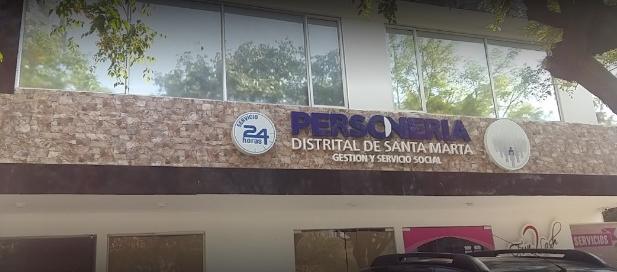 SERVICIO
24
horas
PERSONERIA
DISTRITAL DE SANTA MARTA
GESTION Y SERVICIO SOCIAL
SERVICIOS